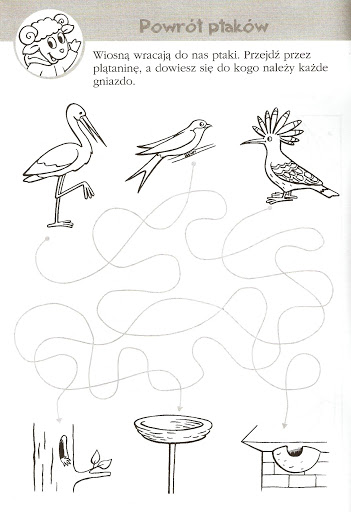 Powrót ptaków
Wiosną wracają do nas ptaki. Przejdź przez
plątaninę, a dowiesz się do kogo należy każde
gniazdo.